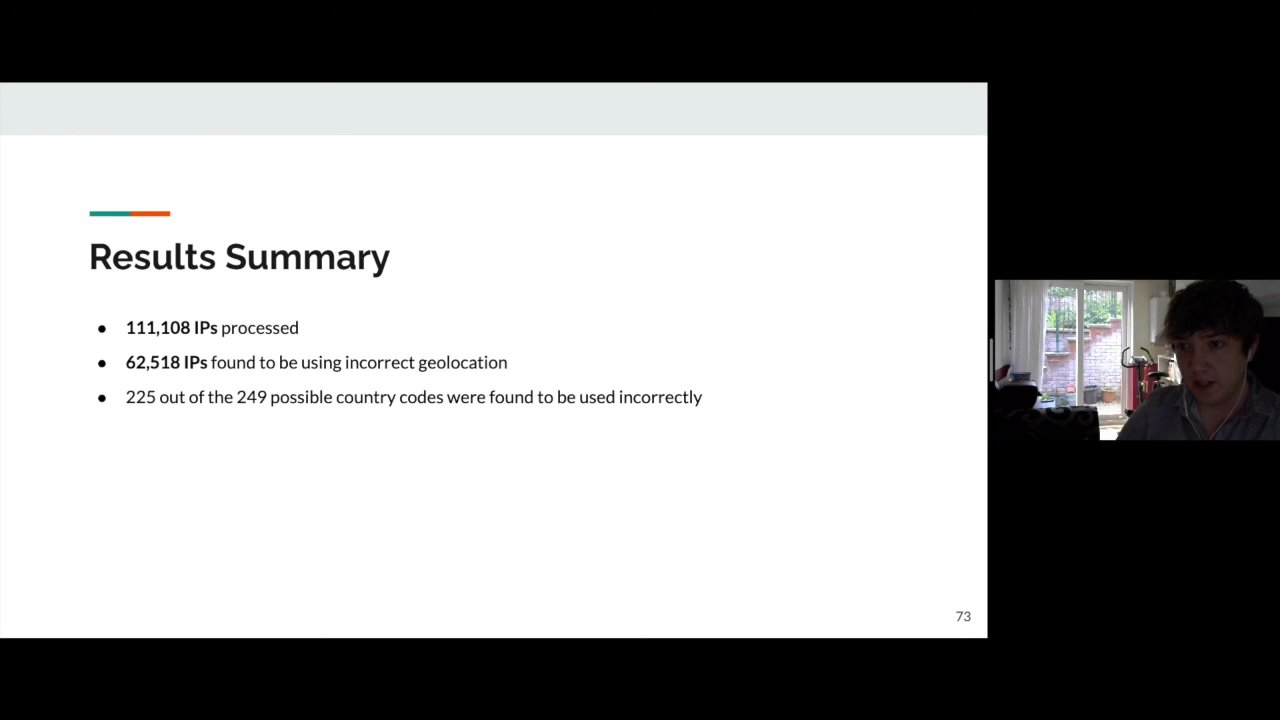 Results Summary
● 111,108 IPs processed
● 62,518 IPs found to be using incorrect geolocation
● 225 out of the 249 possible country codes were found to be used incorrectly
73